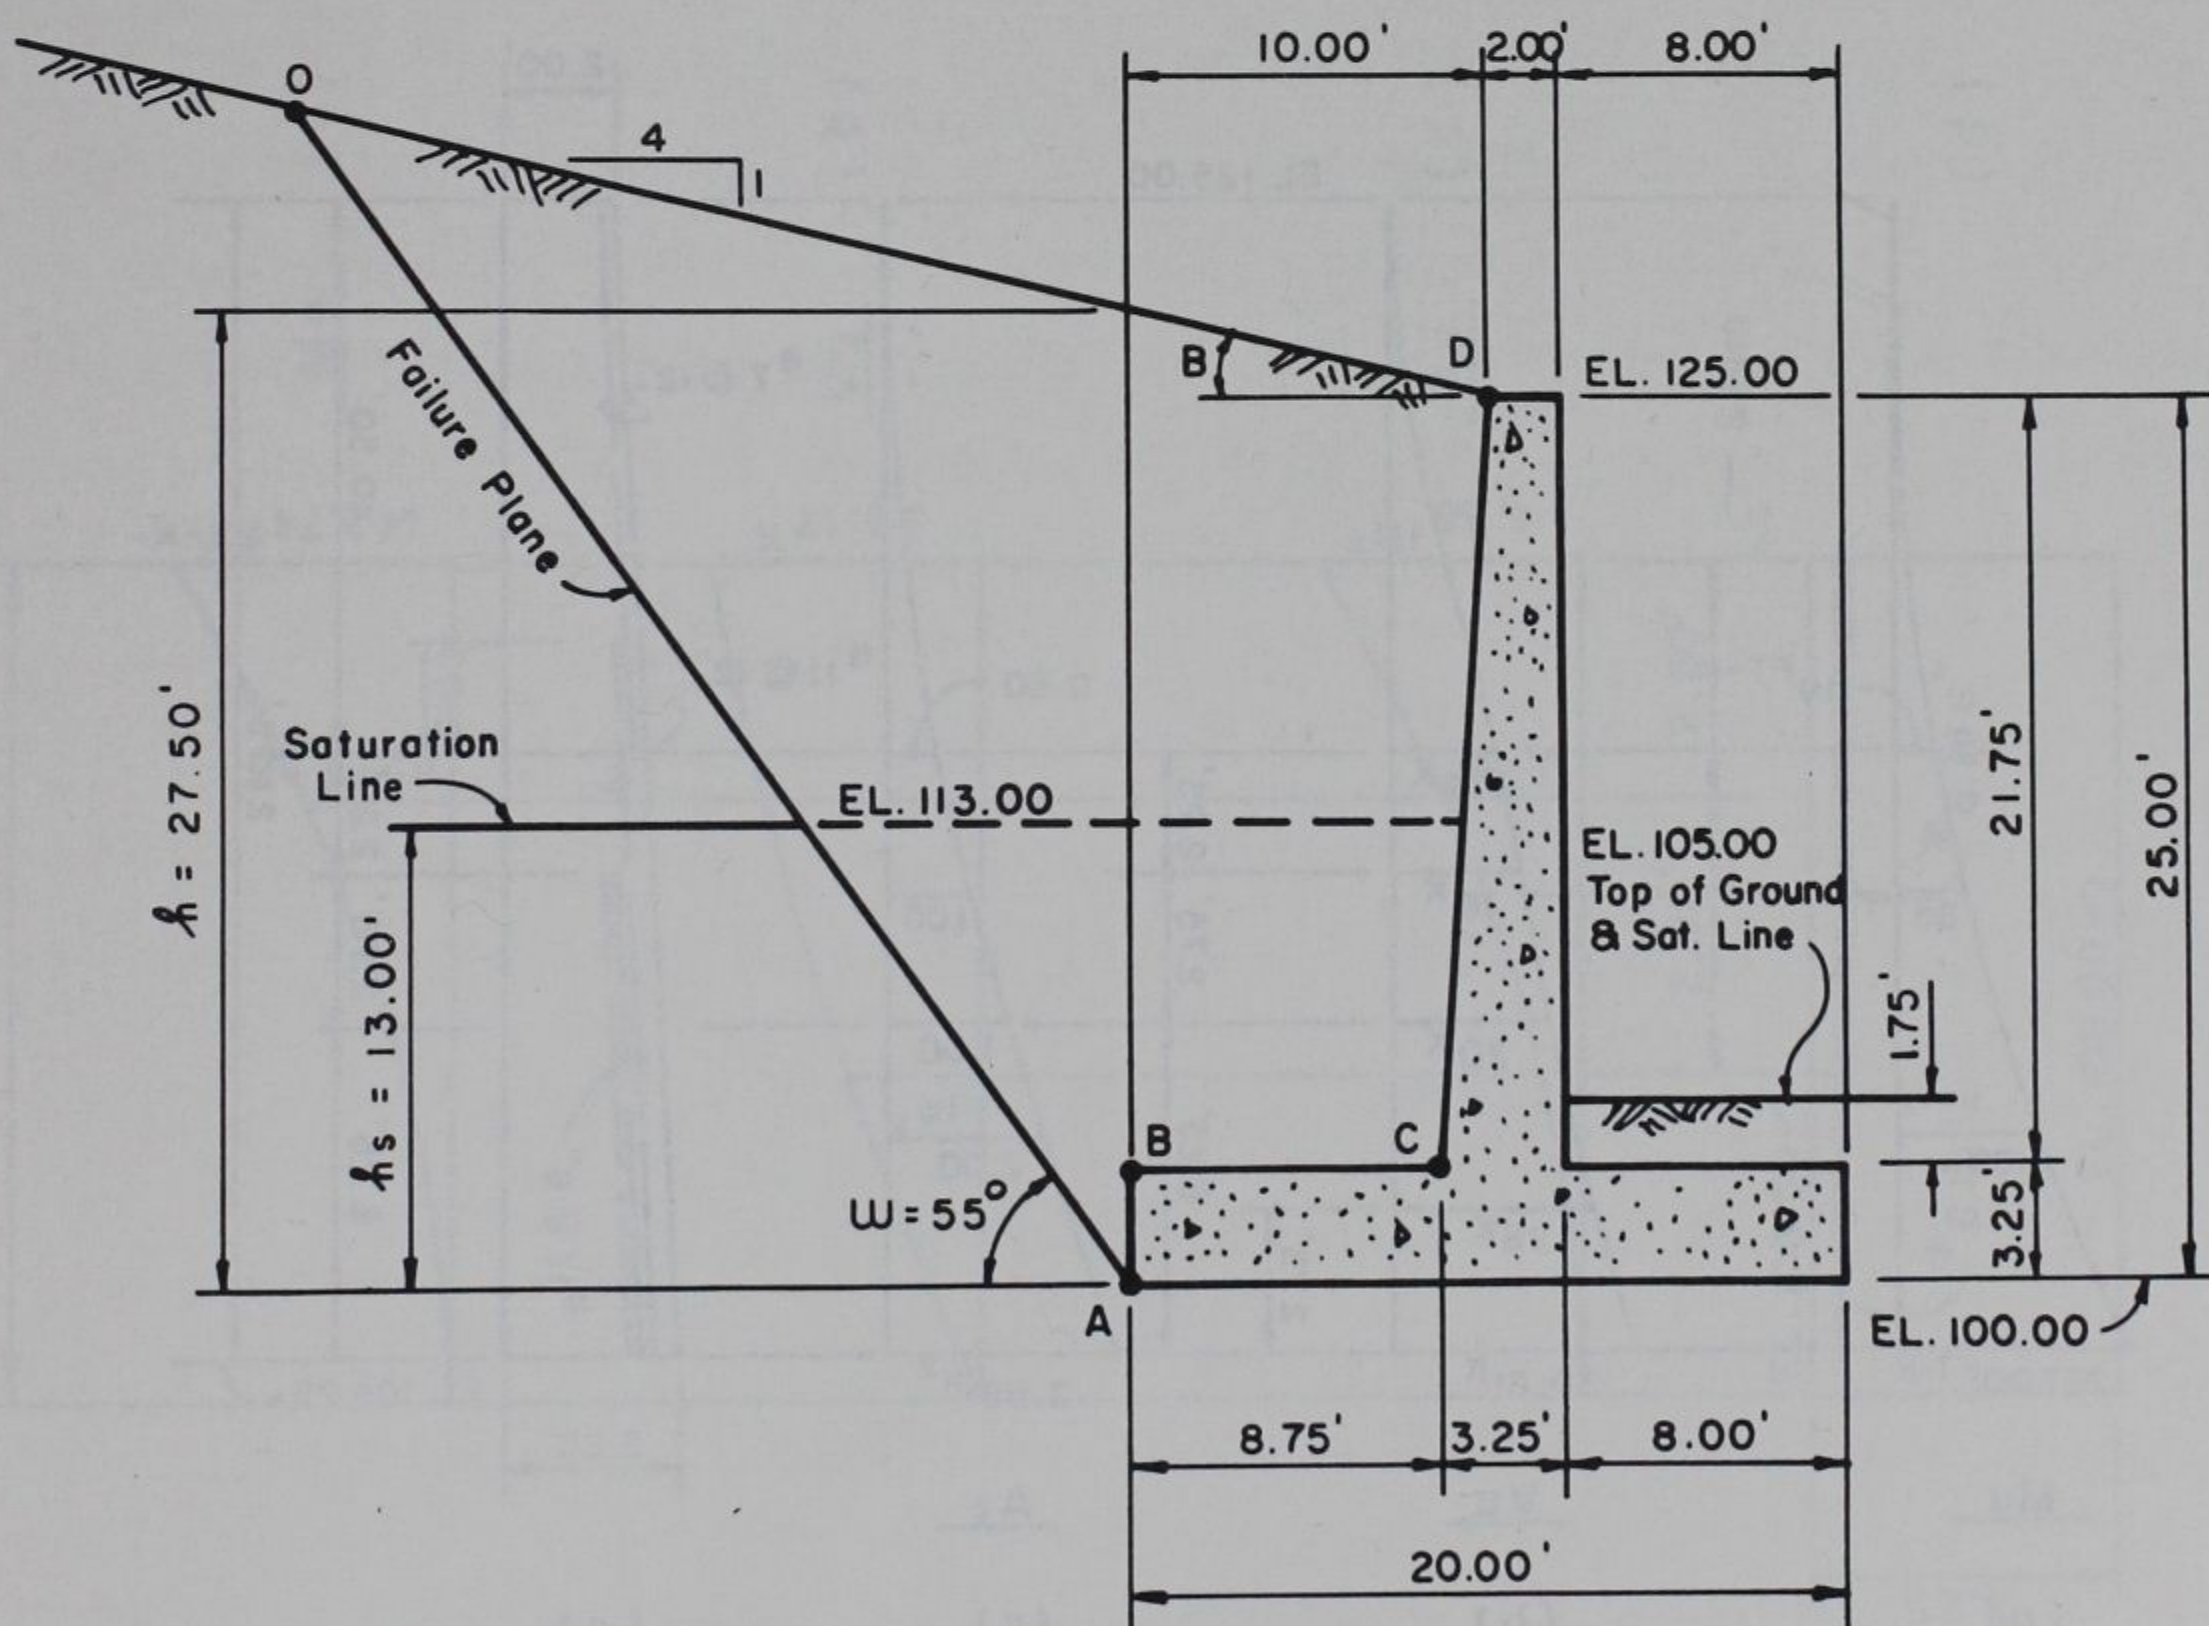 10.00'
2.00'
8.00'
O
4
1
D
B
EL. 125.00
Failure Plane
h = 27.50'
Saturation
Line
EL. 113.00
hs = 13.00'
EL. 105.00
Top of Ground
& Sat. Line
21.75'
25.00'
1.75'
B
C
ω = 55°
3.25'
A
EL. 100.00
8.75'
3.25'
8.00'
20.00'